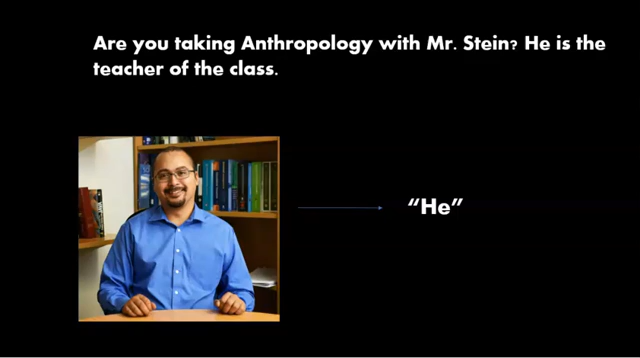 Are you taking Anthropology with Mr. Stein? He is the
teacher of the class.
“He”